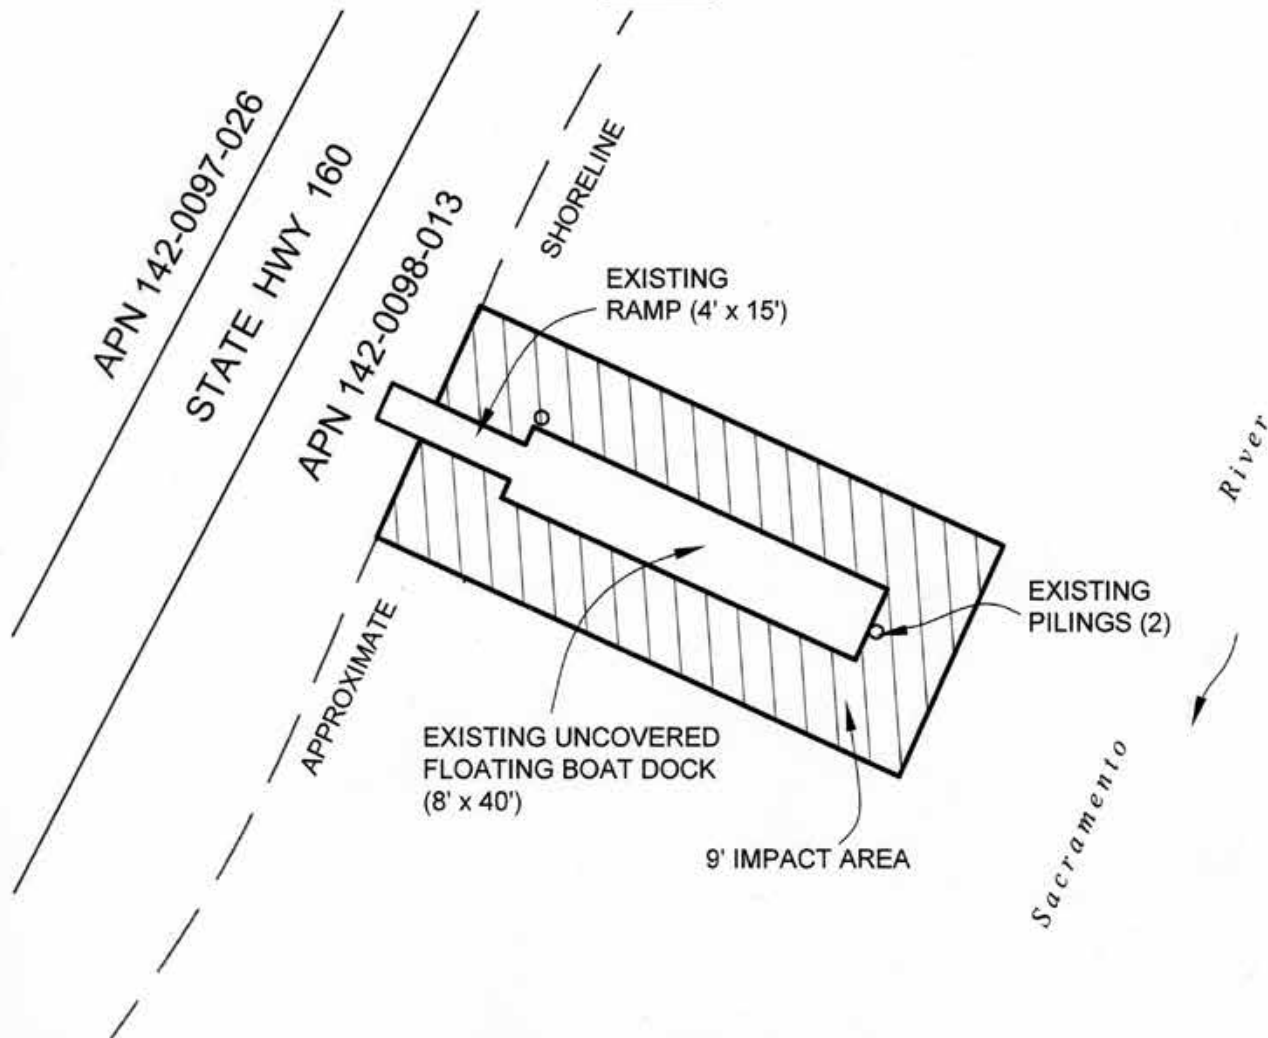 APN 142-0097-026
STATE HWY 160
APN 142-0098-013
SHORELINE
EXISTING
RAMP (4' x 15')
River
EXISTING
PILINGS (2)
APPROXIMATE
EXISTING UNCOVERED
FLOATING BOAT DOCK
(8' x 40')
9' IMPACT AREA
Sacramento